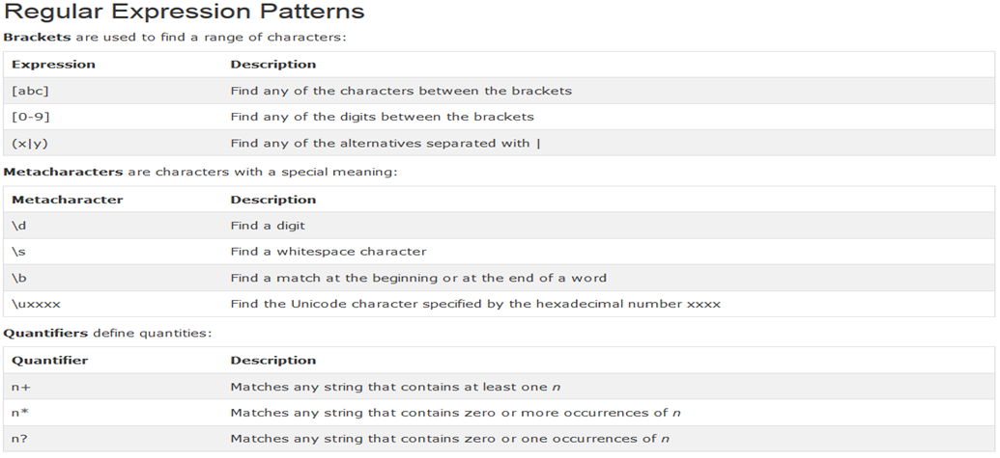 Regular Expression Patterns
Brackets are used to find a range of characters:
Expression Description
[abc] Find any of the characters between the brackets
[0-9] Find any of the digits between the brackets
(x|y) Find any of the alternatives separated with |
Metacharacters are characters with a special meaning:
Metacharacter Description
\d Find a digit
\s Find a whitespace character
\b Find a match at the beginning or at the end of a word
\uxxxx Find the Unicode character specified by the hexadecimal number xxxx
Quantifiers define quantities:
Quantifier Description
n+ Matches any string that contains at least one n
n* Matches any string that contains zero or more occurrences of n
n? Matches any string that contains zero or one occurrences of n